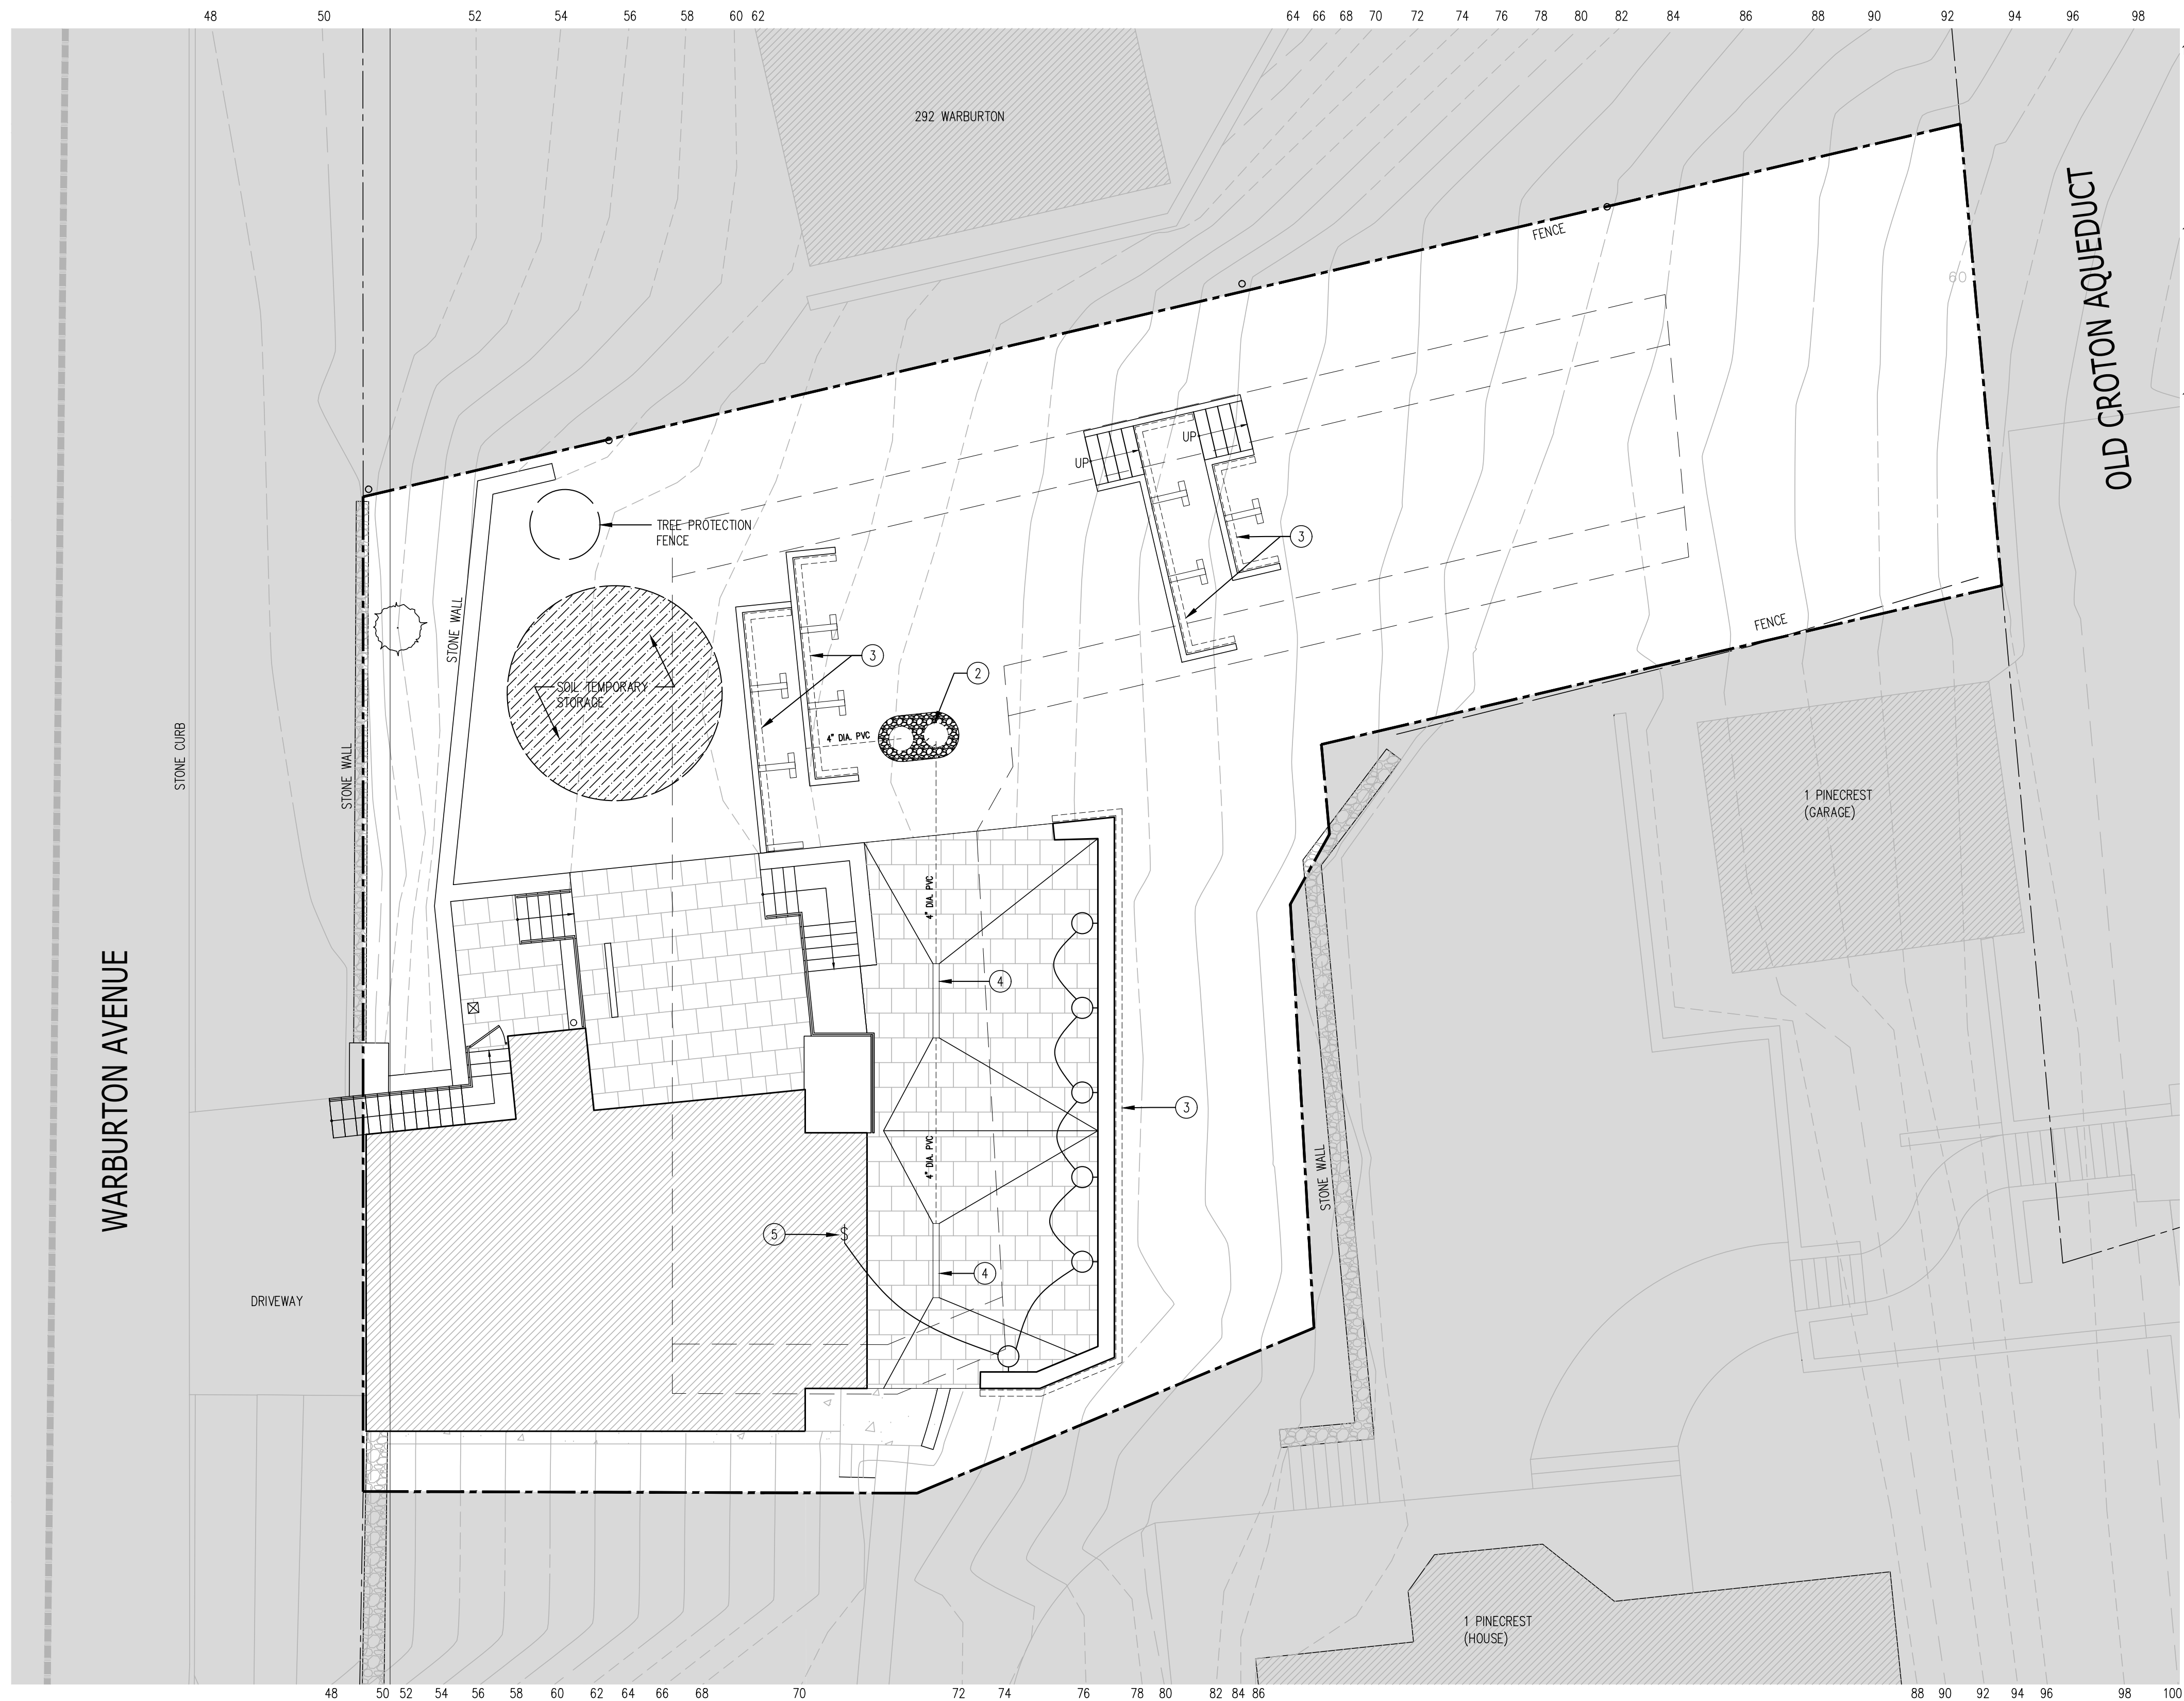 48 50 52 54 56 58 60 62 64 66 68 70 72 74 76 78 80 82 84 86 88 90 92 94 96 98
292 WARBURTON
OLD CROTON AQUEDUCT
FENCE
60
UP
UP
TREE PROTECTION
FENCE
3
STONE WALL
FENCE
3
2
SOIL TEMPORARY
STORAGE
4" DIA. PVC
STONE CURB
STONE WALL
1 PINECREST
(GARAGE)
4" DIA. PVC
4
WARBURTON AVENUE
3
4" DIA. PVC
STONE WALL
5
$
4
DRIVEWAY
1 PINECREST
(HOUSE)
48 50 52 54 56 58 60 62 64 66 68 70 72 74 76 78 80 82 84 86 88 90 92 94 96 98 100